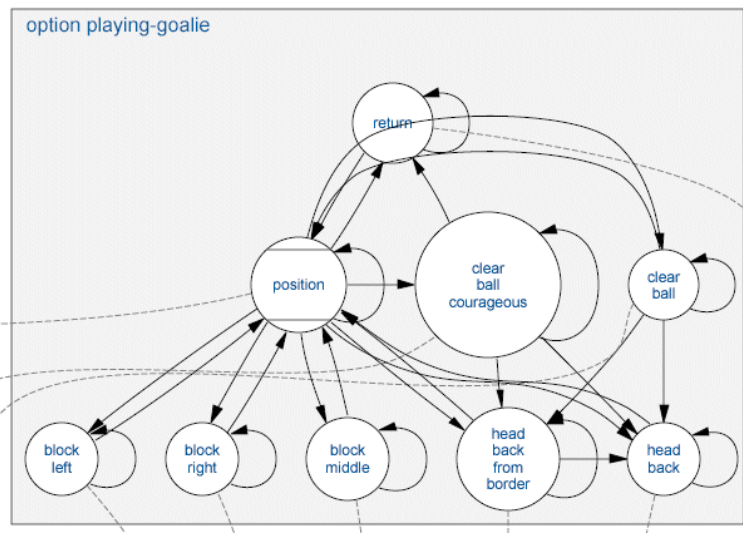 option playing-goalie
return
position
clear
ball
courageous
clear
ball
block
left
block
right
block
middle
head
back
from
border
head
back